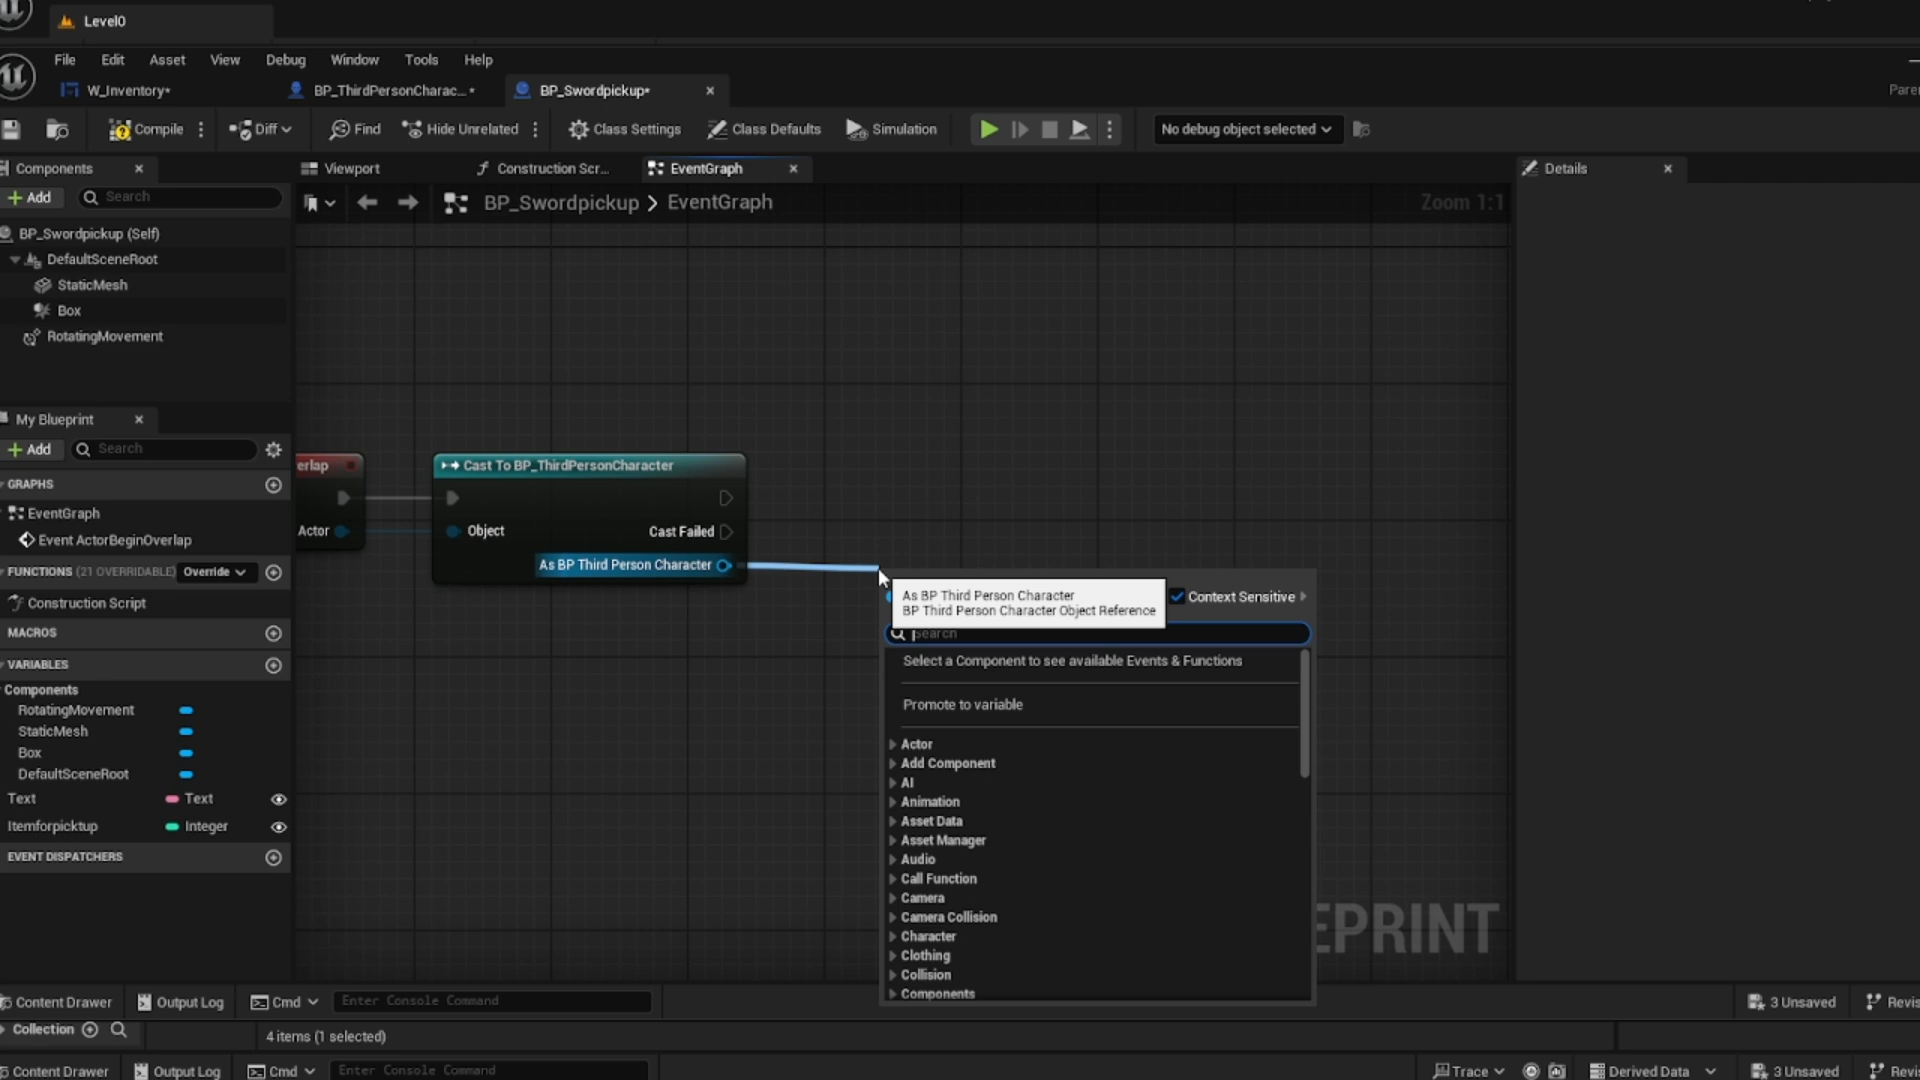 Level0
File Edit Asset View Debug Window Tools Help
W_Inventory* BP_ThirdPersonCharac...* BP_Swordpickup*
Compile Diff Find Hide Unrelated Class Settings Class Defaults Simulation No debug object selected
Components Viewport Construction Scr... EventGraph Details
Add Search BP_Swordpickup > EventGraph Zoom 1:1
BP_Swordpickup (Self)
DefaultSceneRoot
StaticMesh
Box
RotatingMovement
My Blueprint
Add Search
GRAPHS
EventGraph
Event ActorBeginOverlap
FUNCTIONS (21 OVERRIDABLE) Override
Construction Script
MACROS
VARIABLES
Components
RotatingMovement
StaticMesh
Box
DefaultSceneRoot
Text Text
Itemforpicktup Integer
EVENT DISPATCHERS
erlap
Actor
Cast To BP_ThirdPersonCharacter
Object Cast Failed
As BP Third Person Character
As BP Third Person Character
BP Third Person Character Object Reference
Context Sensitive
Search
Select a Component to see available Events & Functions
Promote to variable
Actor
Add Component
AI
Animation
Asset Data
Asset Manager
Audio
Call Function
Camera
Camera Collision
Character
Clothing
Collision
Components
EPRINT
Content Drawer Output Log Cmd Enter Console Command 3 Unsaved Revis
Collection 4 items (1 selected)
Content Drawer Output Log Cmd Enter Console Command Trace Derived Data 3 Unsaved Revis